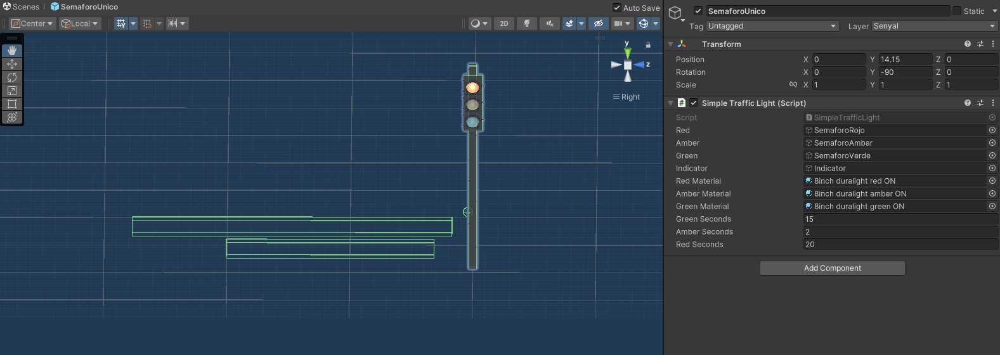 Scenes | SemaforoUnico
Auto Save
Center
Local
2D
y
z
Right
SemaforoUnico
Static
Tag Untagged
Layer Senyal
Transform
Position X 0 Y 14.15 Z 0
Rotation X 0 Y -90 Z 0
Scale X 1 Y 1 Z 1
# Simple Traffic Light (Script)
Script SimpleTrafficLight
Red SemaforoRojo
Amber SemaforoAmbar
Green SemaforoVerde
Indicator Indicator
Red Material 8inch duralight red ON
Amber Material 8inch duralight amber ON
Green Material 8inch duralight green ON
Green Seconds 15
Amber Seconds 2
Red Seconds 20
Add Component